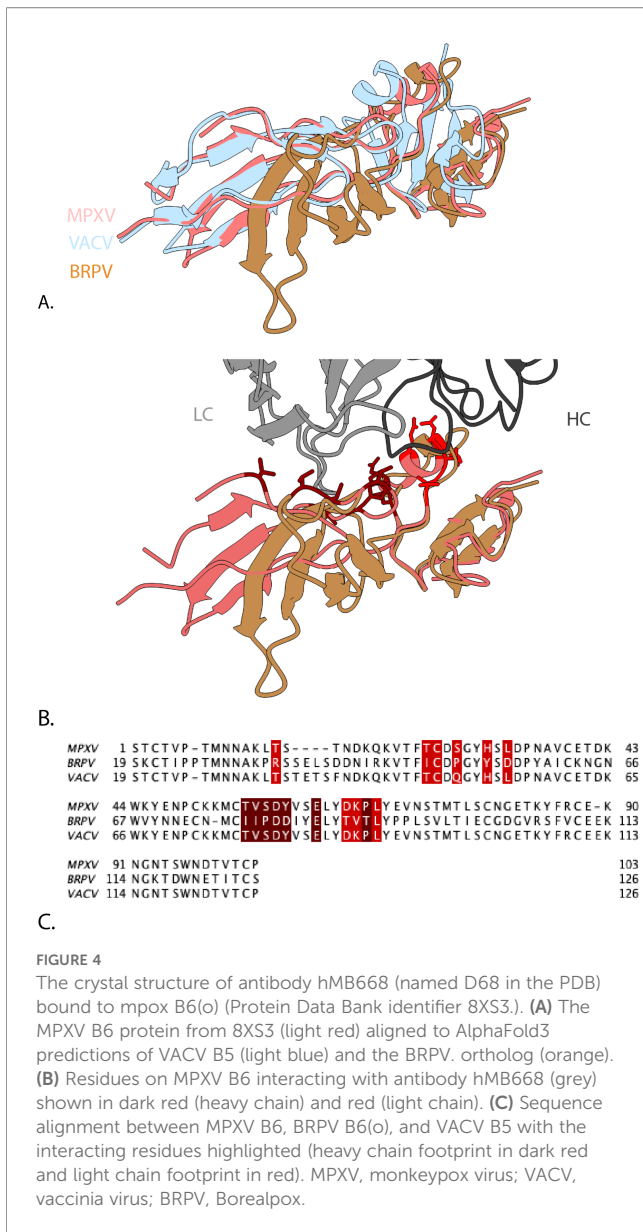 MPXV
VACV
BRPV
A.
LC
HC
B.
MPXV 1 STCTVP-TMNNAKLTS----TNDKQKVTFTCDSGYHSLDPNAVCETDK 43
BRPV 19 SKCTIPPTMNNAKPRSSELSDDNIRKVTFICDPGYYSDDPYAICKNGN 66
VACV 19 STCTVP-TMNNAKLTSTETSFNDKQKVTFTCDQGYHSLDPNAVCETDK 65
MPXV 44 WKYENPCKKMCTVSDYVSELYDKPLYEVNSTMTLSCNGETKYFRCE-K 90
BRPV 67 WVYNNECN-MCIIPDDIYELYTVTLYPPLSVLTIECGDGVRSFVCEEK 113
VACV 66 WKYENPCKKMCTVSDYVSELYDKPLYEVNSTMTLSCNGETKYFRCEEK 113
MPXV 91 NGNTSWNDTVTCP 103
BRPV 114 NGKTDWNETITCS 126
VACV 114 NGNTSWNDTVTCP 126
C.
FIGURE 4
The crystal structure of antibody hMB668 (named D68 in the PDB)
bound to mpox B6(o) (Protein Data Bank identifier 8XS3.). (A) The
MPXV B6 protein from 8XS3 (light red) aligned to AlphaFold3
predictions of VACV B5 (light blue) and the BRPV. ortholog (orange).
(B) Residues on MPXV B6 interacting with antibody hMB668 (grey)
shown in dark red (heavy chain) and red (light chain). (C) Sequence
alignment between MPXV B6, BRPV B6(o), and VACV B5 with the
interacting residues highlighted (heavy chain footprint in dark red
and light chain footprint in red). MPXV, monkeypox virus; VACV,
vaccinia virus; BRPV, Borealpox.